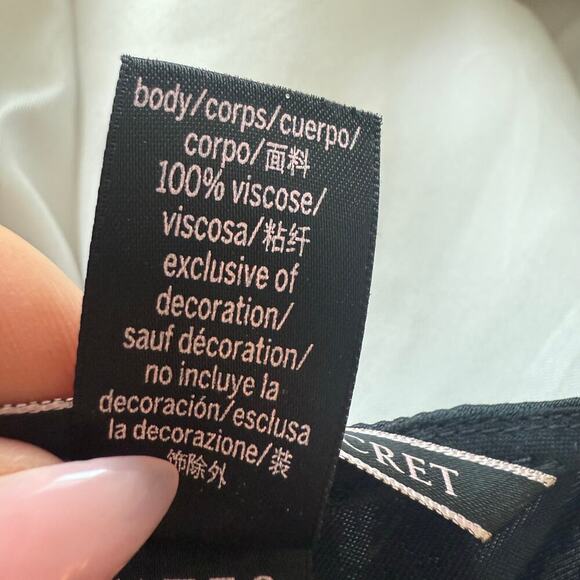 body/corps/cuerpo/
corpo/面料
100% viscose/
viscosa/粘纤
exclusive of
decoration/
sauf décoration/
no incluye la
decoración/esclusa
la decorazione/装
饰除外
CRET